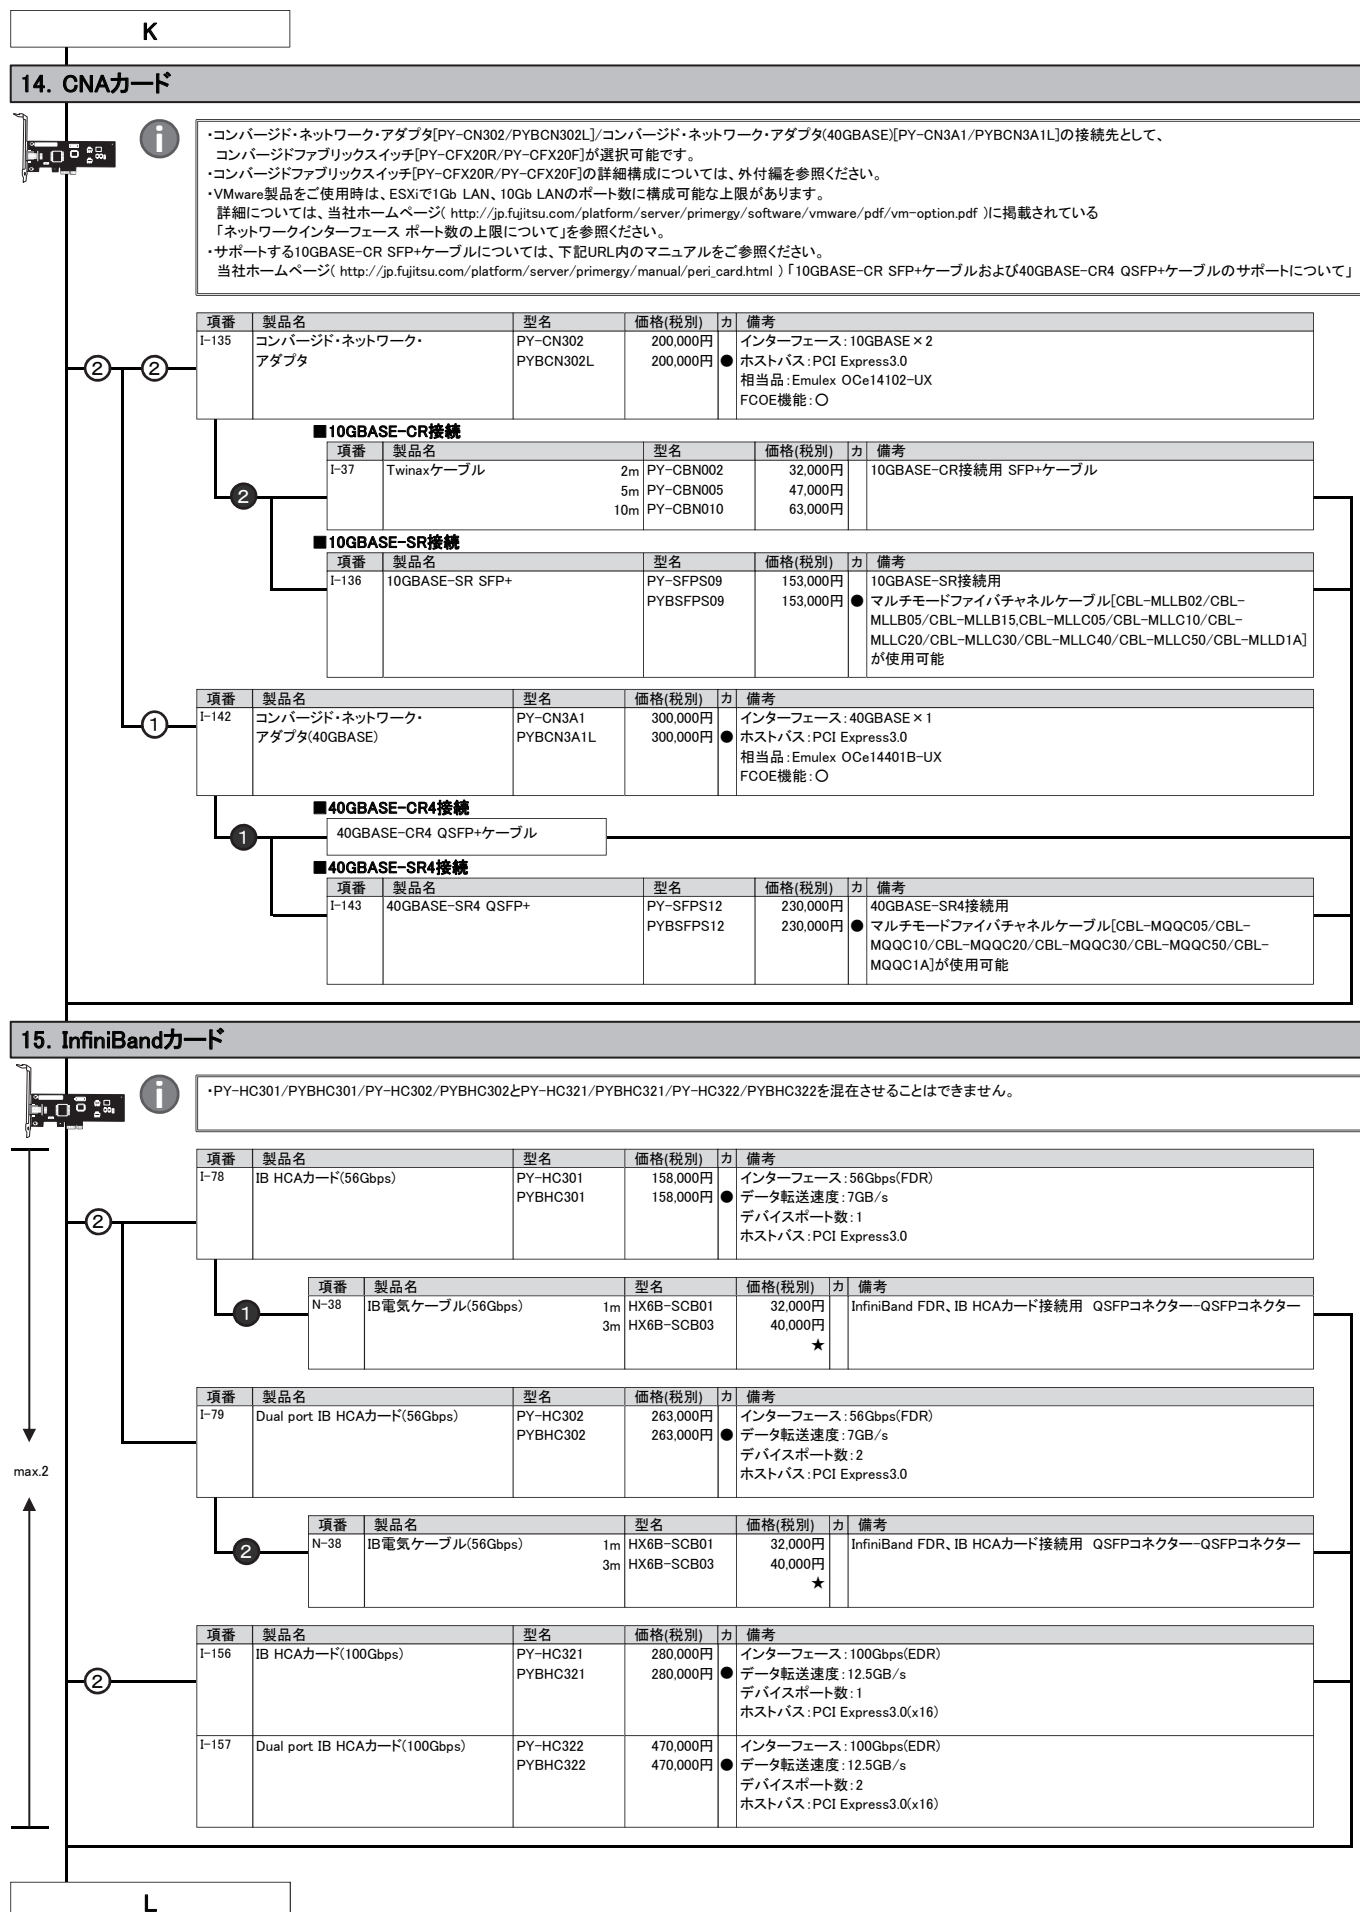 K
14. CNAカード
i
・コンバージド・ネットワーク・アダプタ[PY-CN302/PYBCN302L]/コンバージド・ネットワーク・アダプタ(40GBASE)[PY-CN3A1/PYBCN3A1L]の接続先として、
コンバージドファブリックスイッチ[PY-CFX20R/PY-CFX20F]が選択可能です。
・コンバージドファブリックスイッチ[PY-CFX20R/PY-CFX20F]の詳細構成については、外付編を参照ください。
・VMware製品をご使用時は、ESXiで1Gb LAN、10Gb LANのポート数に構成可能な上限があります。
詳細については、当社ホームページ( http://jp.fujitsu.com/platform/server/primergy/software/vmware/pdf/vm-option.pdf )に掲載されている
「ネットワークインターフェース ポート数の上限について」を参照ください。
・サポートする10GBASE-CR SFP+ケーブルについては、下記URL内のマニュアルをご参照ください。
当社ホームページ( http://jp.fujitsu.com/platform/server/primergy/manual/peri_card.html )「10GBASE-CR SFP+ケーブルおよび40GBASE-CR4 QSFP+ケーブルのサポートについて」
項番 製品名 型名 価格(税別) カ 備考
I-135 コンバージド・ネットワーク・ PY-CN302 200,000円 インターフェース：10GBASE×2
② ② アダプタ PYBCN302L 200,000円 ● ホストバス：PCI Express3.0
相当品：Emulex OCe14102-UX
FCOE機能：○
■10GBASE-CR接続
項番 製品名 型名 価格(税別) カ 備考
I-37 Twinaxケーブル 2m PY-CBN002 32,000円 10GBASE-CR接続用 SFP+ケーブル
❷ 5m PY-CBN005 47,000円
10m PY-CBN010 63,000円
■10GBASE-SR接続
項番 製品名 型名 価格(税別) カ 備考
I-136 10GBASE-SR SFP+ PY-SFPS09 153,000円 10GBASE-SR接続用
PYBSFPS09 153,000円 ● マルチモードファイバチャネルケーブル[CBL-MLLB02/CBL-
MLLB05/CBL-MLLB15,CBL-MLLC05/CBL-MLLC10/CBL-
MLLC20/CBL-MLLC30/CBL-MLLC40/CBL-MLLC50/CBL-MLLD1A]
が使用可能
項番 製品名 型名 価格(税別) カ 備考
I-142 コンバージド・ネットワーク・ PY-CN3A1 300,000円 インターフェース：40GBASE×1
① アダプタ(40GBASE) PYBCN3A1L 300,000円 ● ホストバス：PCI Express3.0
相当品：Emulex OCe14401B-UX
FCOE機能：○
■40GBASE-CR4接続
❶ 40GBASE-CR4 QSFP+ケーブル
■40GBASE-SR4接続
項番 製品名 型名 価格(税別) カ 備考
I-143 40GBASE-SR4 QSFP+ PY-SFPS12 230,000円 40GBASE-SR4接続用
PYBSFPS12 230,000円 ● マルチモードファイバチャネルケーブル[CBL-MQQC05/CBL-
MQQC10/CBL-MQQC20/CBL-MQQC30/CBL-MQQC50/CBL-
MQQC1A]が使用可能
15. InfiniBandカード
i
・PY-HC301/PYBHC301/PY-HC302/PYBHC302とPY-HC321/PYBHC321/PY-HC322/PYBHC322を混在させることはできません。
項番 製品名 型名 価格(税別) カ 備考
I-78 IB HCAカード(56Gbps) PY-HC301 158,000円 インターフェース：56Gbps(FDR)
PYBHC301 158,000円 ● データ転送速度：7GB/s
② デバイスポート数：1
ホストバス：PCI Express3.0
項番 製品名 型名 価格(税別) カ 備考
❶ N-38 IB電気ケーブル(56Gbps) 1m HX6B-SCB01 32,000円 InfiniBand FDR、IB HCAカード接続用 QSFPコネクター-QSFPコネクター
3m HX6B-SCB03 40,000円
★
項番 製品名 型名 価格(税別) カ 備考
I-79 Dual port IB HCAカード(56Gbps) PY-HC302 263,000円 インターフェース：56Gbps(FDR)
PYBHC302 263,000円 ● データ転送速度：7GB/s
デバイスポート数：2
max.2 ホストバス：PCI Express3.0
項番 製品名 型名 価格(税別) カ 備考
❷ N-38 IB電気ケーブル(56Gbps) 1m HX6B-SCB01 32,000円 InfiniBand FDR、IB HCAカード接続用 QSFPコネクター-QSFPコネクター
3m HX6B-SCB03 40,000円
★
項番 製品名 型名 価格(税別) カ 備考
I-156 IB HCAカード(100Gbps) PY-HC321 280,000円 インターフェース：100Gbps(EDR)
② PYBHC321 280,000円 ● データ転送速度：12.5GB/s
デバイスポート数：1
ホストバス：PCI Express3.0(x16)
I-157 Dual port IB HCAカード(100Gbps) PY-HC322 470,000円 インターフェース：100Gbps(EDR)
PYBHC322 470,000円 ● データ転送速度：12.5GB/s
デバイスポート数：2
ホストバス：PCI Express3.0(x16)
L